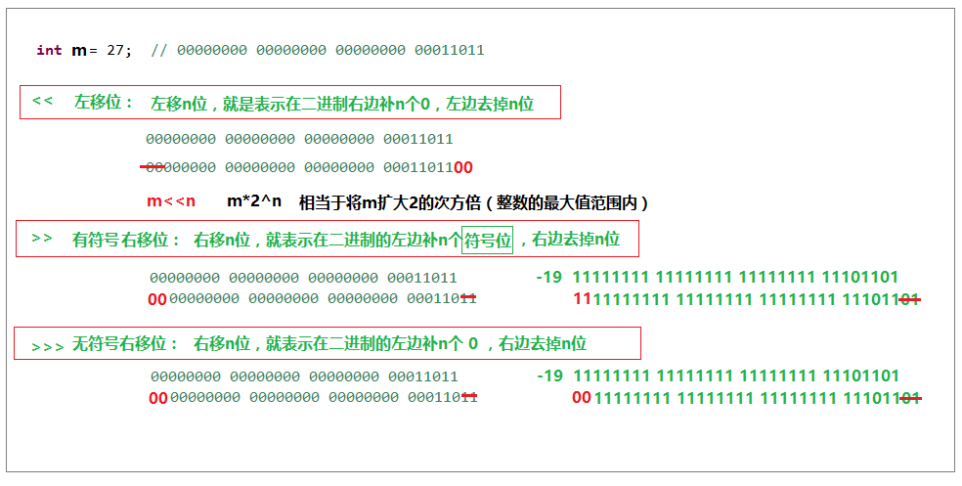 int m= 27;  // 00000000 00000000 00000000 00011011
<<  左移位：  左移n位，就是表示在二进制右边补n个0，左边去掉n位
00000000 00000000 00000000 00011011
00000000 00000000 00000000 0001101100
m<<n  m*2^n  相当于将m扩大2的次方倍（整数的最大值范围内）
>>  有符号右移位：  右移n位，就表示在二进制的左边补n个符号位，右边去掉n位
00000000 00000000 00000000 00011011  -19 11111111 11111111 11111111 11101101
0000000000 00000000 00000000 00011011  1111111111 11111111 11111111 11101101
>>>  无符号右移位：  右移n位，就表示在二进制的左边补n个 0 ，右边去掉n位
00000000 00000000 00000000 00011011  -19 11111111 11111111 11111111 11101101
0000000000 00000000 00000000 00011011  0011111111 11111111 11111111 11101101